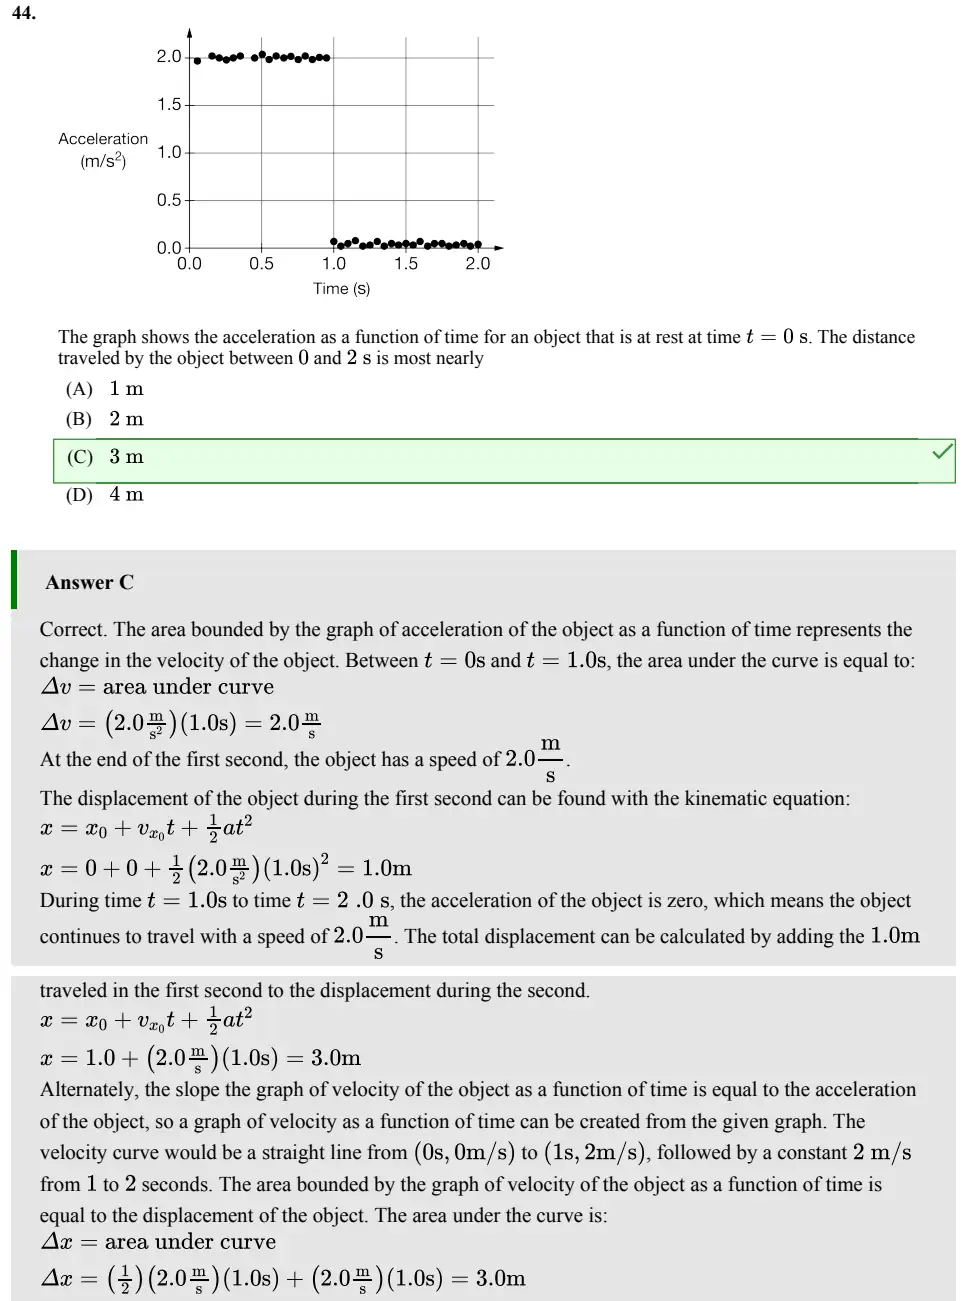 44.
2.0
1.5
Acceleration
(m/s²)
1.0
0.5
0.0
0.0 0.5 1.0 1.5 2.0
Time (s)
The graph shows the acceleration as a function of time for an object that is at rest at time t = 0 s. The distance
traveled by the object between 0 and 2 s is most nearly
(A) 1 m
(B) 2 m
(C) 3 m
(D) 4 m
Answer C
Correct. The area bounded by the graph of acceleration of the object as a function of time represents the
change in the velocity of the object. Between t = 0s and t = 1.0s, the area under the curve is equal to:
Δv = area under curve
Δv = (2.0 m/s²)(1.0s) = 2.0 m/s
At the end of the first second, the object has a speed of 2.0 m/s.
The displacement of the object during the first second can be found with the kinematic equation:
x = x₀ + vₓ₀t + ½at²
x = 0 + 0 + ½(2.0 m/s²)(1.0s)² = 1.0m
During time t = 1.0s to time t = 2 .0 s, the acceleration of the object is zero, which means the object
continues to travel with a speed of 2.0 m/s. The total displacement can be calculated by adding the 1.0m
traveled in the first second to the displacement during the second.
x = x₀ + vₓ₀t + ½at²
x = 1.0 + (2.0 m/s)(1.0s) = 3.0m
Alternately, the slope the graph of velocity of the object as a function of time is equal to the acceleration
of the object, so a graph of velocity as a function of time can be created from the given graph. The
velocity curve would be a straight line from (0s, 0m/s) to (1s, 2m/s), followed by a constant 2 m/s
from 1 to 2 seconds. The area bounded by the graph of velocity of the object as a function of time is
equal to the displacement of the object. The area under the curve is:
Δx = area under curve
Δx = (½)(2.0 m/s)(1.0s) + (2.0 m/s)(1.0s) = 3.0m